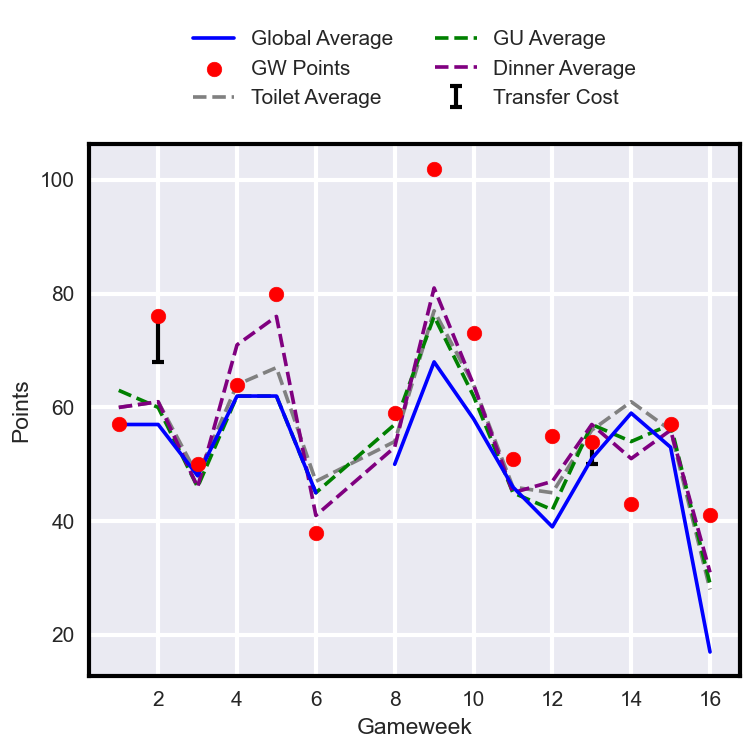 Global Average
GW Points
Toilet Average
GU Average
Dinner Average
Transfer Cost
Points
100
80
60
40
20
2 4 6 8 10 12 14 16
Gameweek